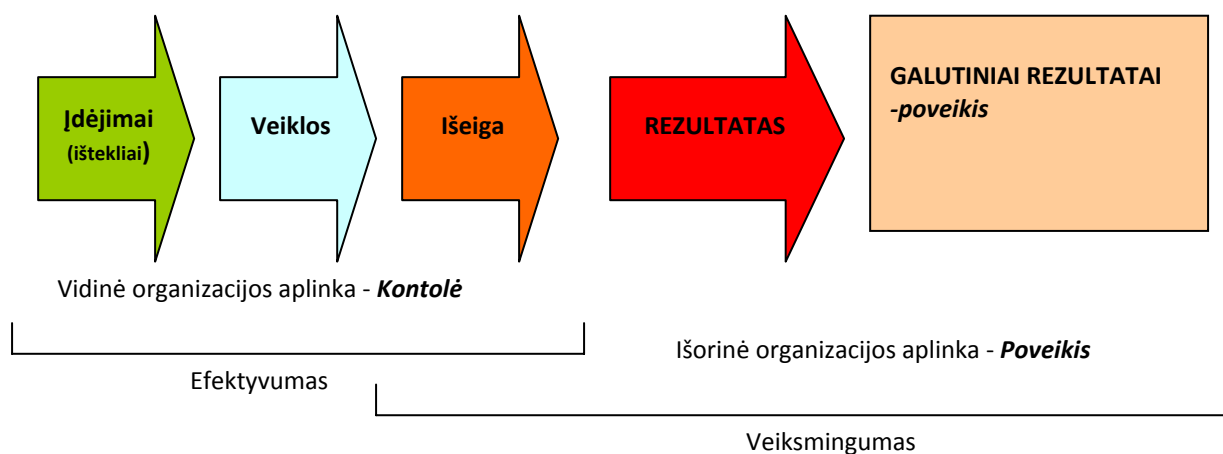 Įdėjimai
(ištekliai)
Veiklos
Išeiga
REZULTATAS
GALUTINIAI REZULTATAI
-poveikis
Vidinė organizacijos aplinka - Kontolė
Išorinė organizacijos aplinka - Poveikis
Efektyvumas
Veiksmingumas